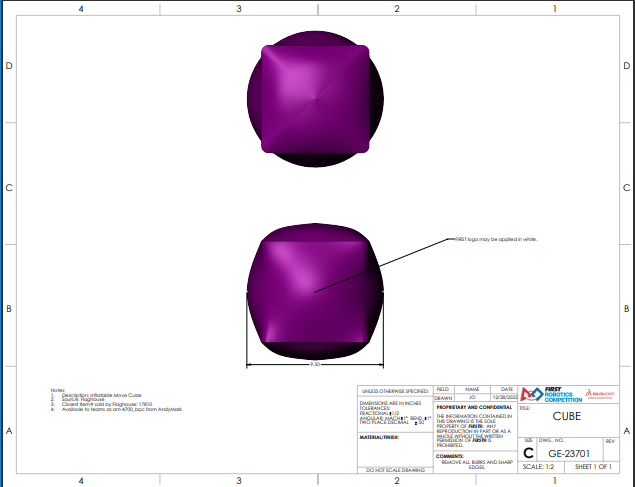 4 3 2 1
D D
C C
B B
A A
FIRST logo may be applied in white.
9.50
Notes:
1. Description: Inflatable Move Cube
2. Source: Flaghouse
3. Closest item# sold by Flaghouse: 17810
4. Available to teams as am-4700_bpc from AndyMark
UNLESS OTHERWISE SPECIFIED:
DIMENSIONS ARE IN INCHES
TOLERANCES:
FRACTIONAL±1/2
ANGULAR: MACH±1° BEND ±1°
TWO PLACE DECIMAL ±.50
MATERIAL/FINISH:
DO NOT SCALE DRAWING
FIELD NAME DATE
DRAWN JO 12/28/2022
PROPRIETARY AND CONFIDENTIAL
THE INFORMATION CONTAINED IN
THIS DRAWING IS THE SOLE
PROPERTY OF FIRST®. ANY
REPRODUCTION IN PART OR AS A
WHOLE WITHOUT THE WRITTEN
PERMISSION OF FIRST® IS
PROHIBITED.
COMMENTS:
REMOVE ALL BURRS AND SHARP
EDGES.
FIRST
ROBOTICS
COMPETITION
TITLE:
CUBE
SIZE DWG. NO. REV
C GE-23701
SCALE: 1:2 SHEET 1 OF 1
4 3 2 1